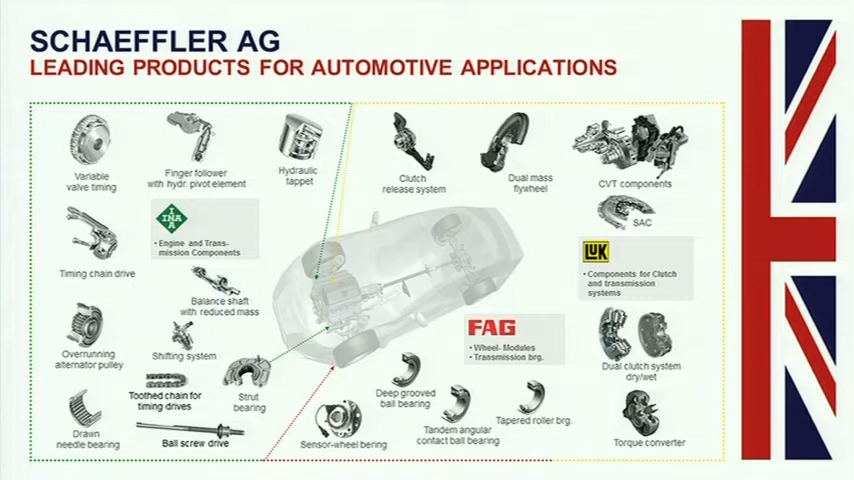 SCHAEFFLER AG
LEADING PRODUCTS FOR AUTOMOTIVE APPLICATIONS
Variable
valve timing
Finger follower
with hydr. pivot element
Hydraulic
tappet
Clutch
release system
Dual mass
flywheel
CVT components
SAC
INA
• Engine and Trans-
mission Components
Timing chain drive
LUK
• Components for Clutch
and transmission
systems
Balance shaft
with reduced mass
FAG
• Wheel- Modules
• Transmission brg.
Overrunning
alternator pulley
Shifting system
Dual clutch system
dry/wet
Toothed chain for
timing drives
Strut
bearing
Deep grooved
ball bearing
Tandem angular
contact ball bearing
Tapered roller brg.
Drawn
needle bearing
Ball screw drive
Sensor-wheel bering
Torque converter